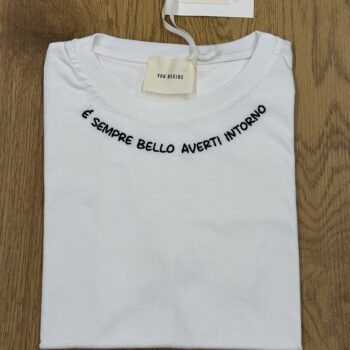 YOU DECIDE
É SEMPRE BELLO AVERTI INTORNO